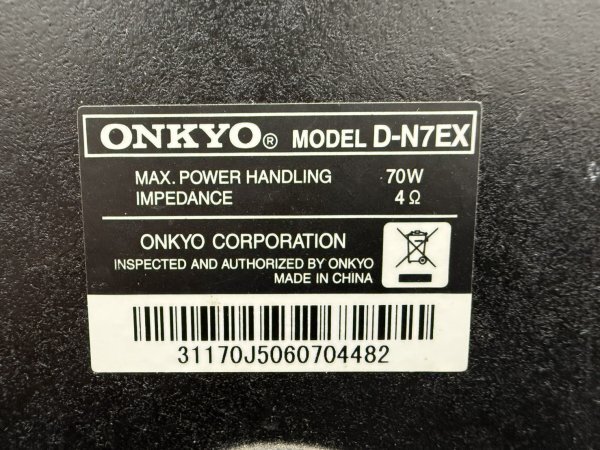 ONKYO® MODEL D-N7EX
MAX. POWER HANDLING 70W
IMPEDANCE 4 Ω
ONKYO CORPORATION
INSPECTED AND AUTHORIZED BY ONKYO
MADE IN CHINA
31170J5060704482